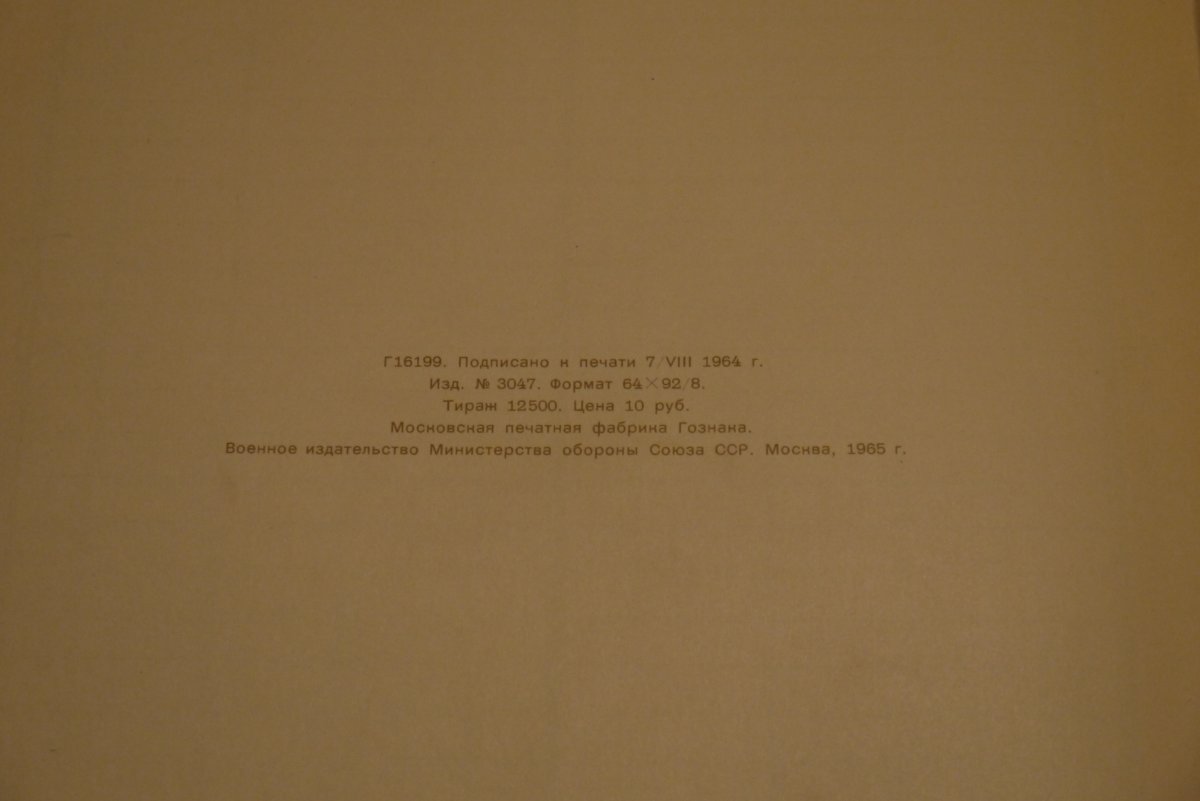 Г16199. Подписано к печати 7/VIII 1964 г.
Изд. № 3047. Формат 64×92/8.
Тираж 12500. Цена 10 руб.
Московская печатная фабрика Гознака.
Военное издательство Министерства обороны Союза ССР. Москва, 1965 г.